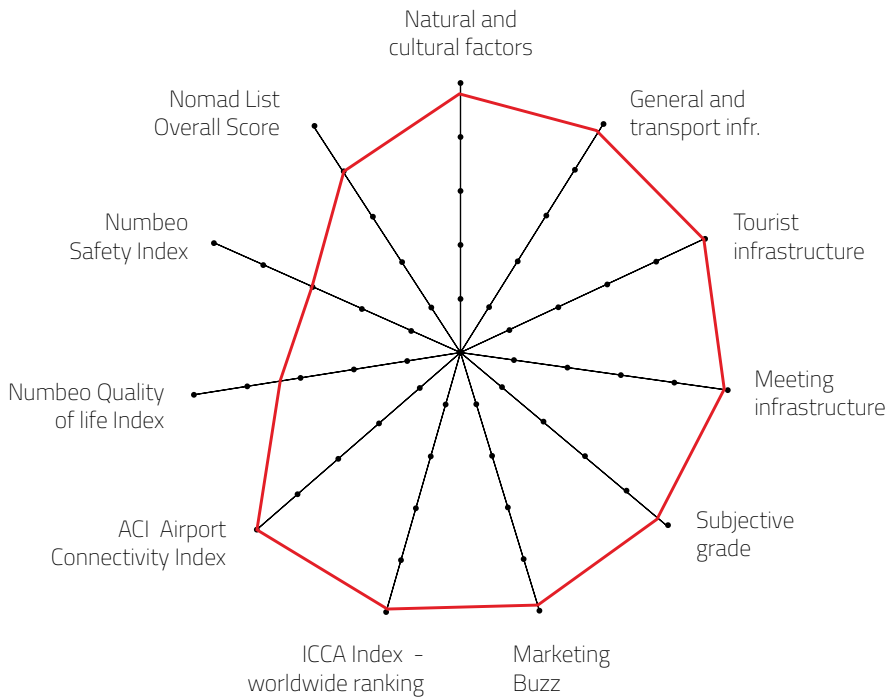 Natural and
cultural factors
General and
transport infr.
Tourist
infrastructure
Meeting
infrastructure
Subjective
grade
Marketing
Buzz
ICCA Index -
worldwide ranking
ACI Airport
Connectivity Index
Numbeo Quality
of life Index
Numbeo
Safety Index
Nomad List
Overall Score